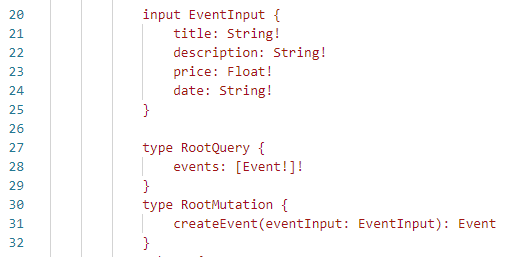 20 input EventInput {
21 title: String!
22 description: String!
23 price: Float!
24 date: String!
25 }
26
27 type RootQuery {
28 events: [Event!]!
29 }
30 type RootMutation {
31 createEvent(eventInput: EventInput): Event
32 }